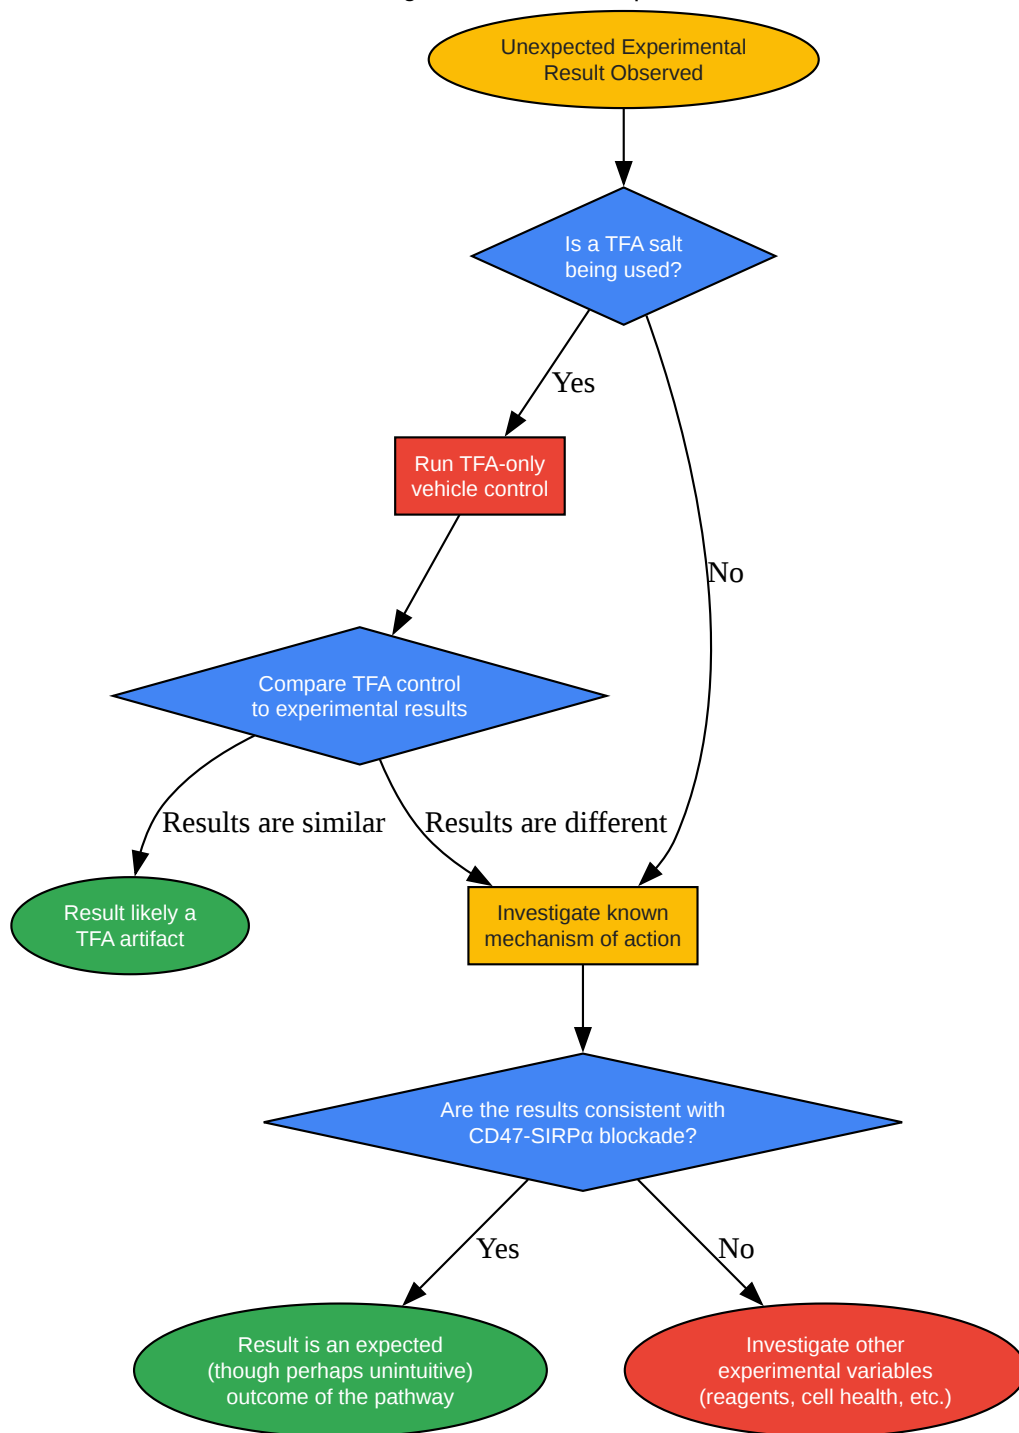 Unexpected Experimental
Result Observed
Is a TFA salt
being used?
Yes
Run TFA-only
vehicle control
No
Compare TFA control
to experimental results
Results are similar
Results are different
Result likely a
TFA artifact
Investigate known
mechanism of action
Are the results consistent with
CD47-SIRPα blockade?
Yes
No
Result is an expected
(though perhaps unintuitive)
outcome of the pathway
Investigate other
experimental variables
(reagents, cell health, etc.)